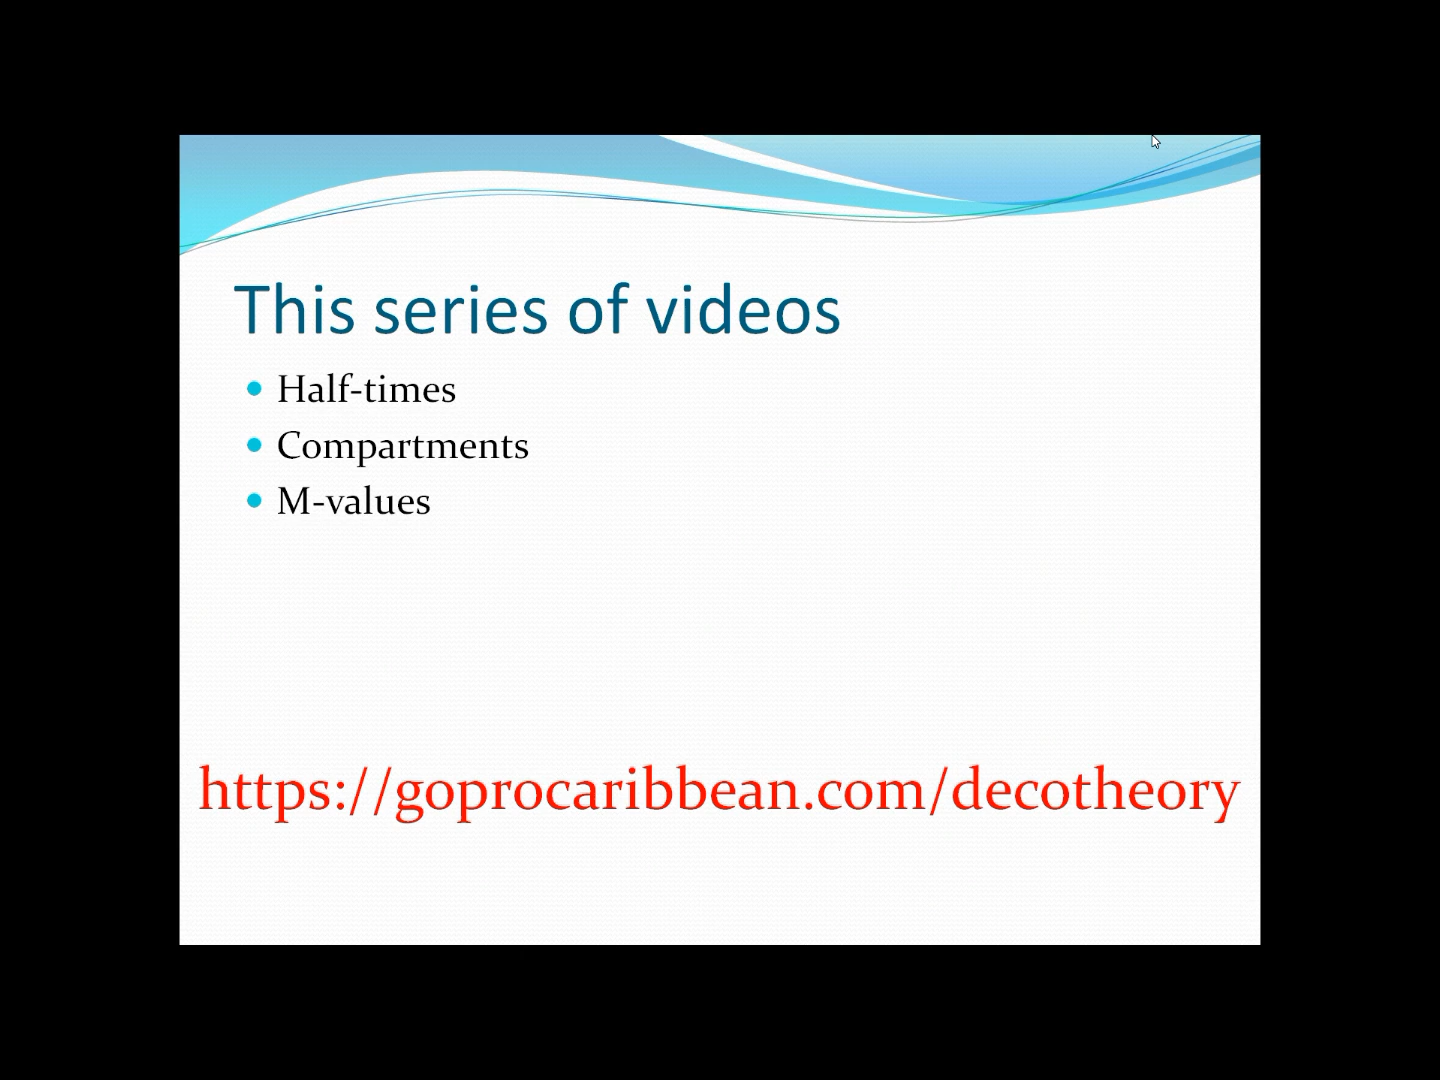 This series of videos
Half-times
Compartments
M-values
https://goprocaribbean.com/decotheory